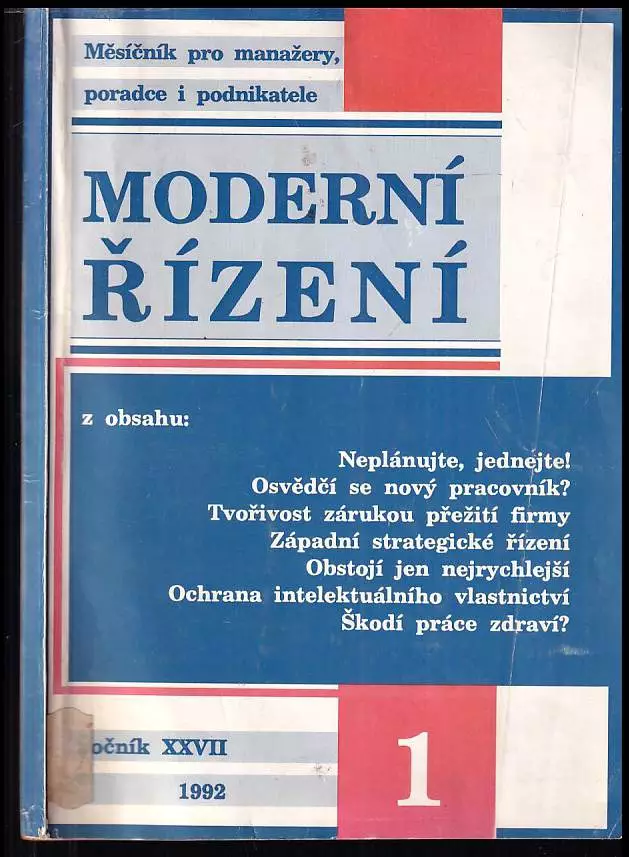 Měsíčník pro manažery,
poradce i podnikatele
MODERNÍ
ŘÍZENÍ
z obsahu:
Neplánujte, jednejte!
Osvědčí se nový pracovník?
Tvořivost zárukou přežití firmy
Západní strategické řízení
Obstojí jen nejrychlejší
Ochrana intelektuálního vlastnictví
Škodí práce zdraví?
očník XXVII
1992
1